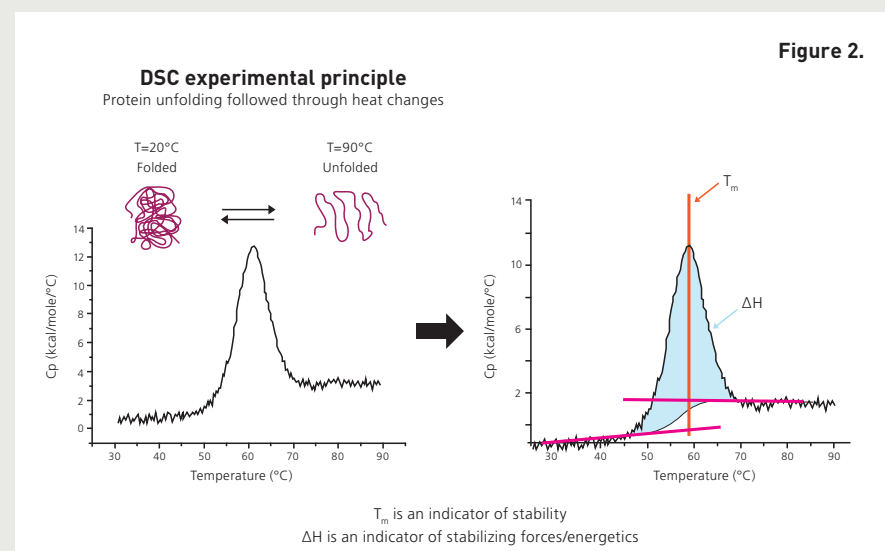 Figure 2.
DSC experimental principle
Protein unfolding followed through heat changes
T=20°C
Folded
T=90°C
Unfolded
14
12
10
8
6
4
2
0
Cp (kcal/mole/°C)
30 40 50 60 70 80 90
Temperature (°C)
Tm
ΔH
14
10
6
2
Cp (kcal/mole/°C)
30 40 50 60 70 80 90
Temperature (°C)
Tm is an indicator of stability
ΔH is an indicator of stabilizing forces/energetics